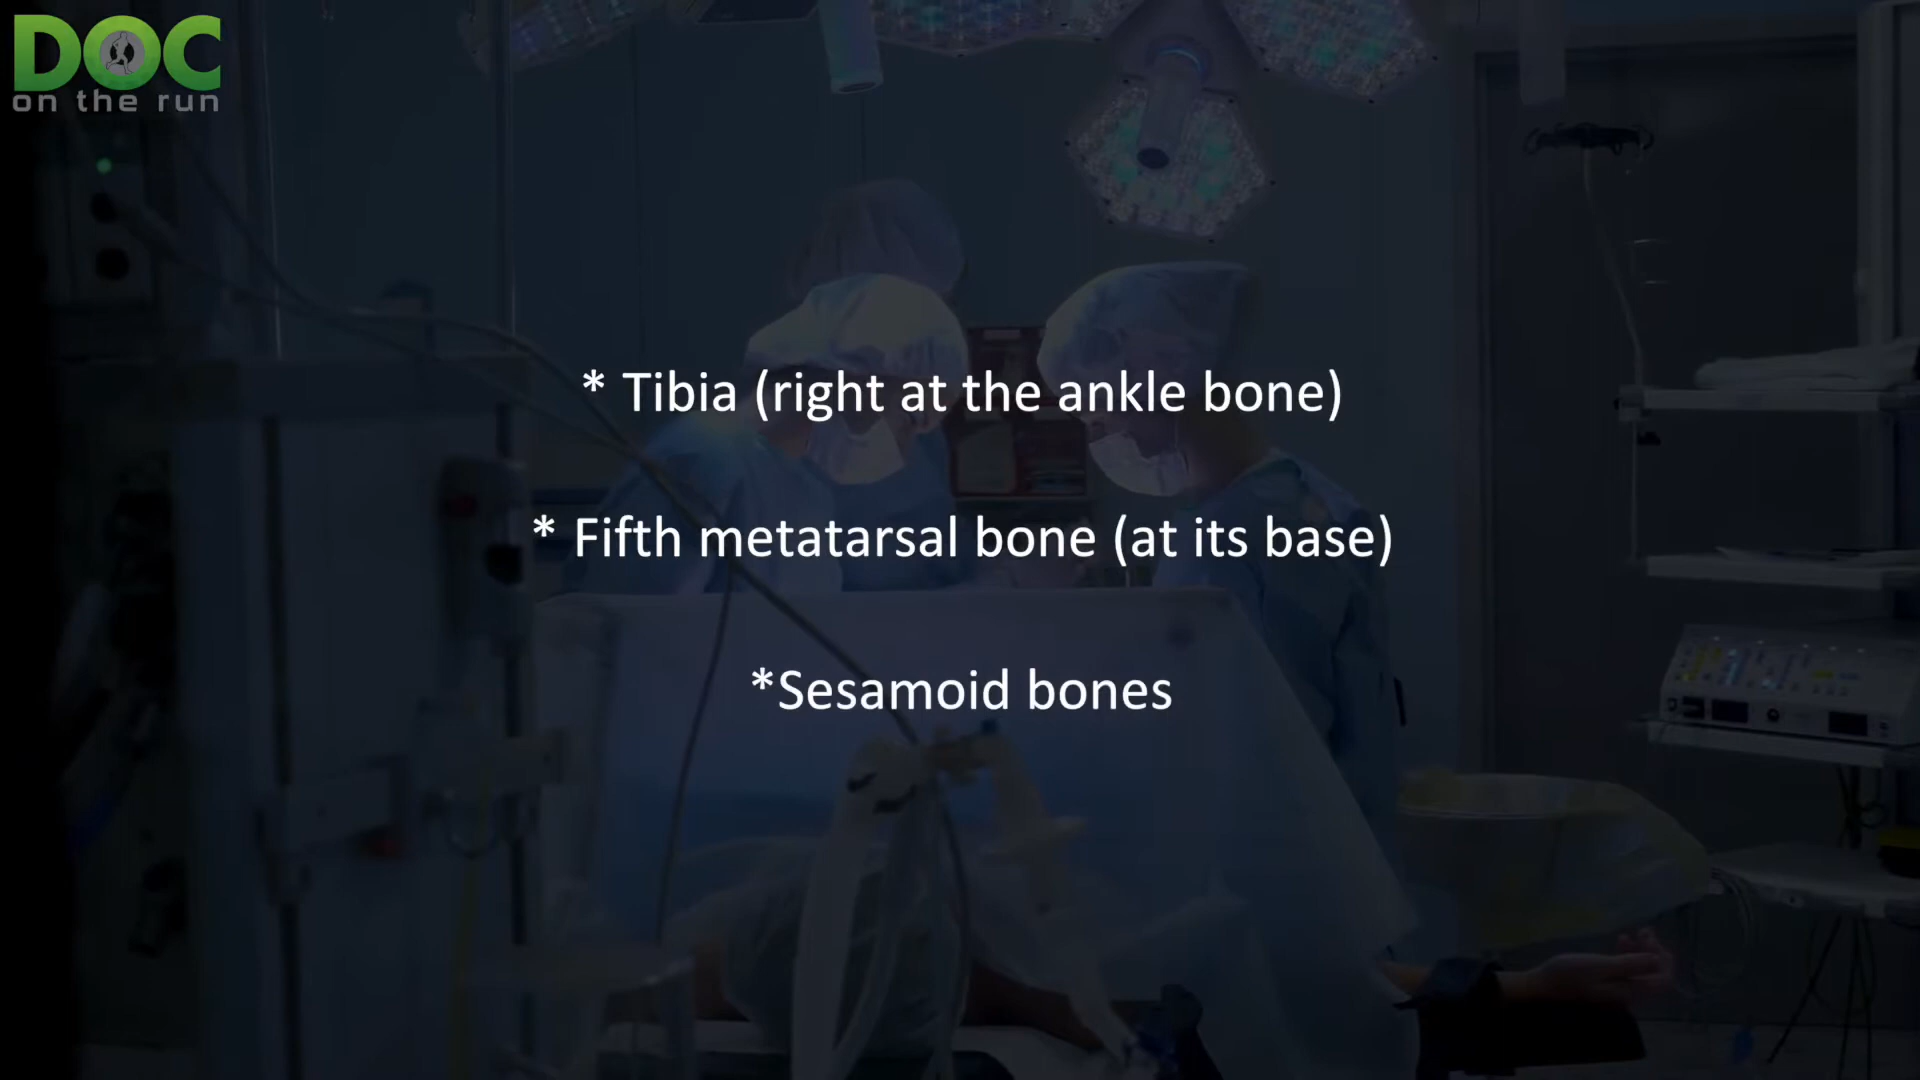 DOC
on the run
* Tibia (right at the ankle bone)
* Fifth metatarsal bone (at its base)
*Sesamoid bones